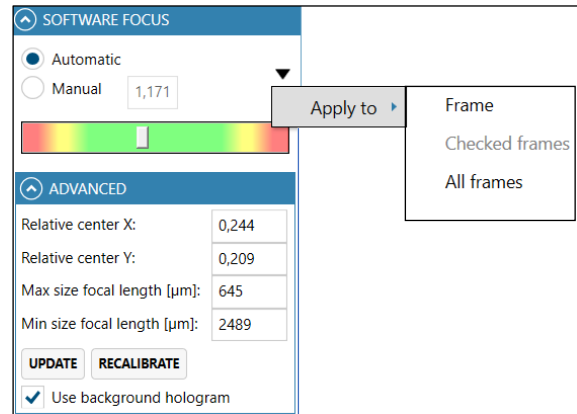 SOFTWARE FOCUS
Automatic
Manual 1,171
Apply to
Frame
Checked frames
All frames
ADVANCED
Relative center X: 0,244
Relative center Y: 0,209
Max size focal length [µm]: 645
Min size focal length [µm]: 2489
UPDATE RECALIBRATE
Use background hologram